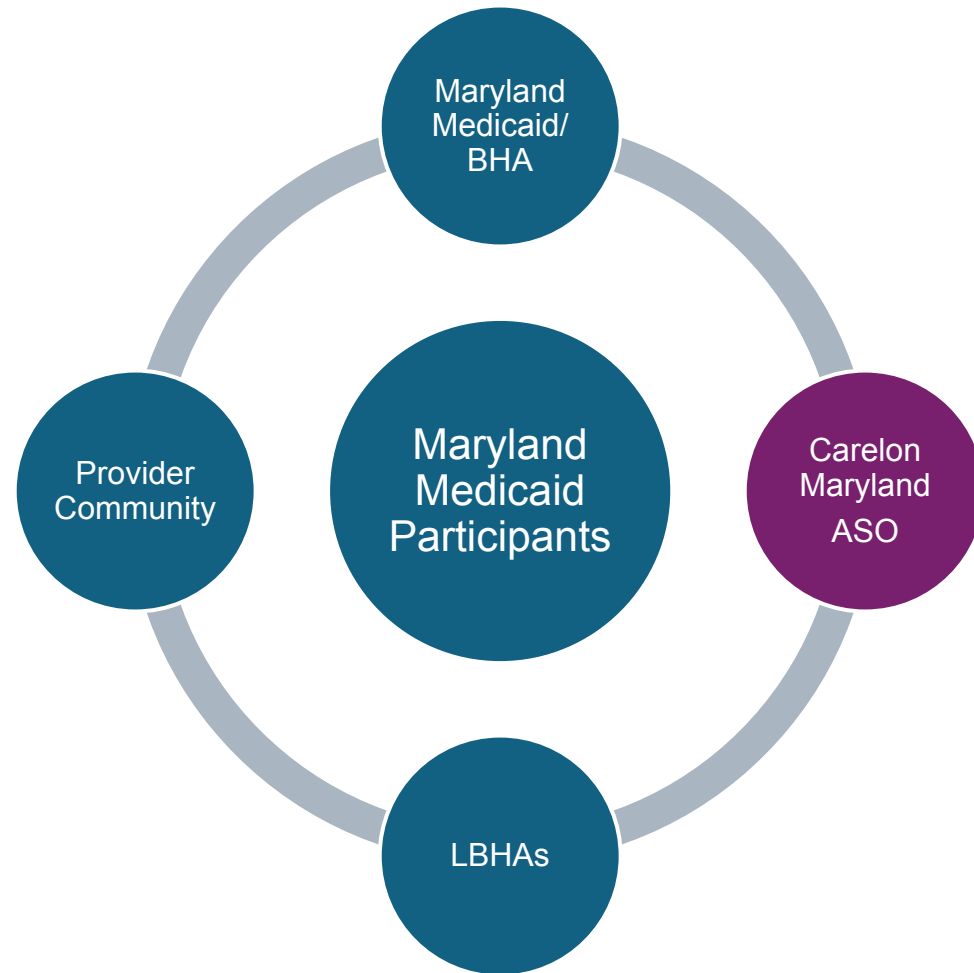 Maryland
Medicaid/
BHA
Provider
Community
Maryland
Medicaid
Participants
Carelon
Maryland
ASO
LBHAs